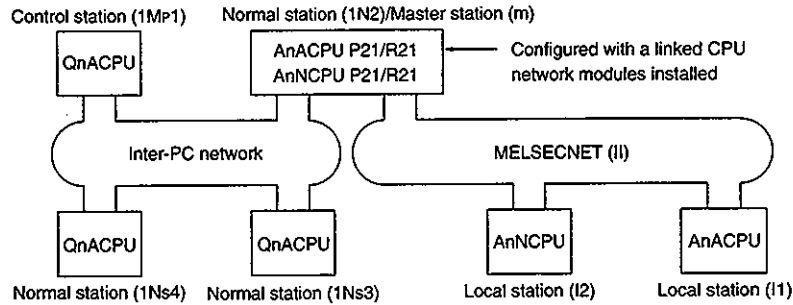 Control station (1MP1)
Normal station (1N2)/Master station (m)
QnACPU
AnACPU P21/R21
AnNCPU P21/R21
Configured with a linked CPU
network modules installed
Inter-PC network
MELSECNET (II)
QnACPU
QnACPU
AnNCPU
AnACPU
Normal station (1Ns4)
Normal station (1Ns3)
Local station (l2)
Local station (l1)